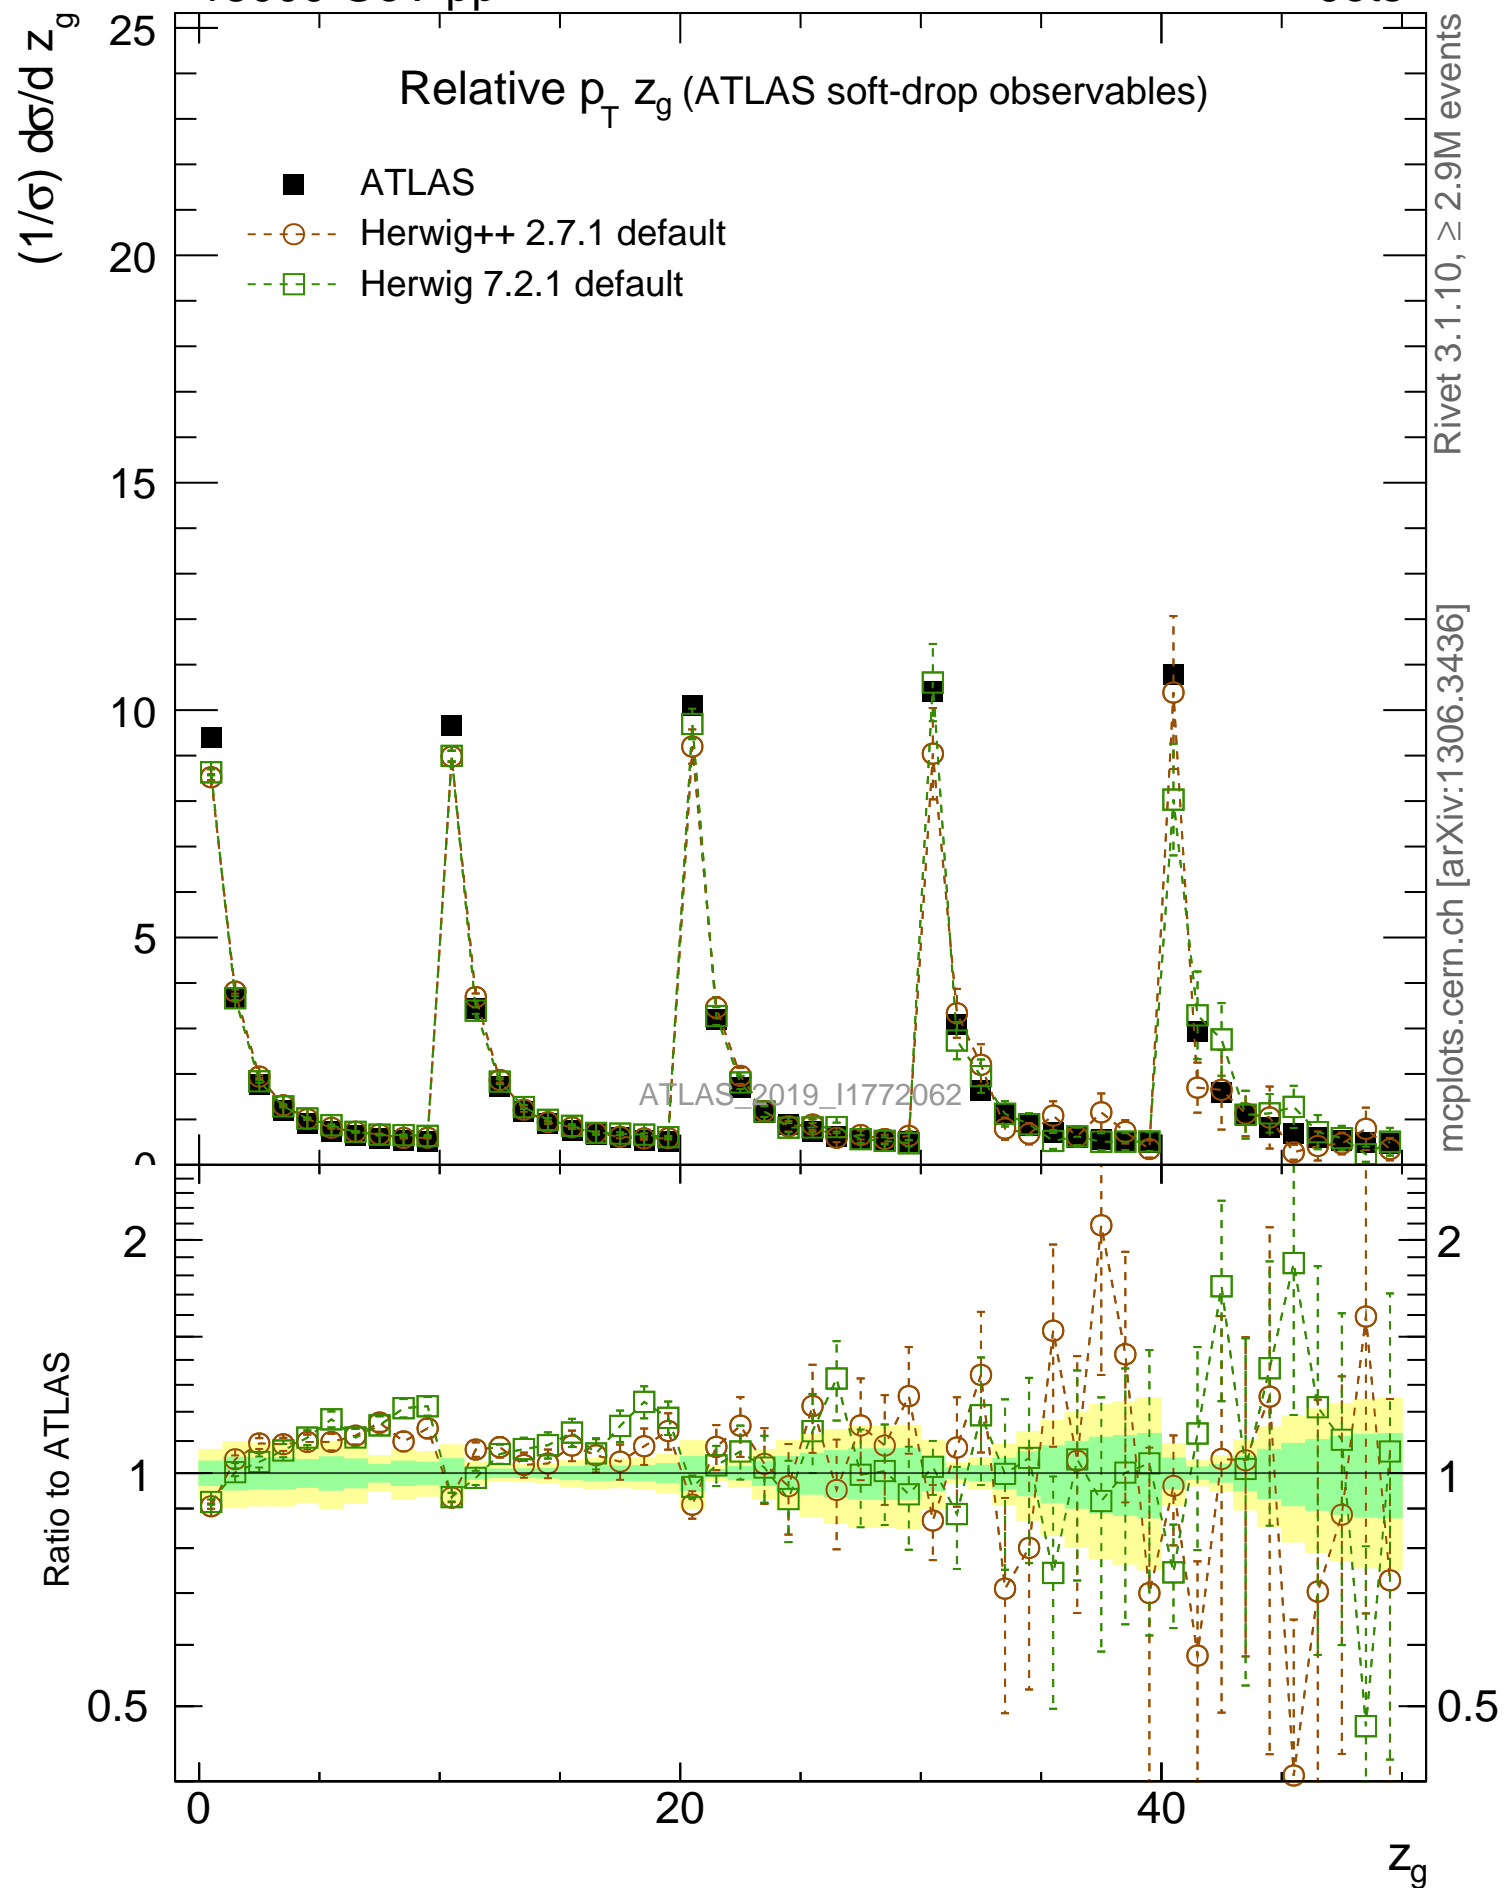 25
20
15
10
5
0
(1/σ) dσ/d z_g
Relative p_T z_g (ATLAS soft-drop observables)
ATLAS
Herwig++ 2.7.1 default
Herwig 7.2.1 default
ATLAS_2019_I1772062
Rivet 3.1.10, ≥ 2.9M events
mcplots.cern.ch [arXiv:1306.3436]
Ratio to ATLAS
2
1
0.5
2
1
0.5
0
20
40
z_g